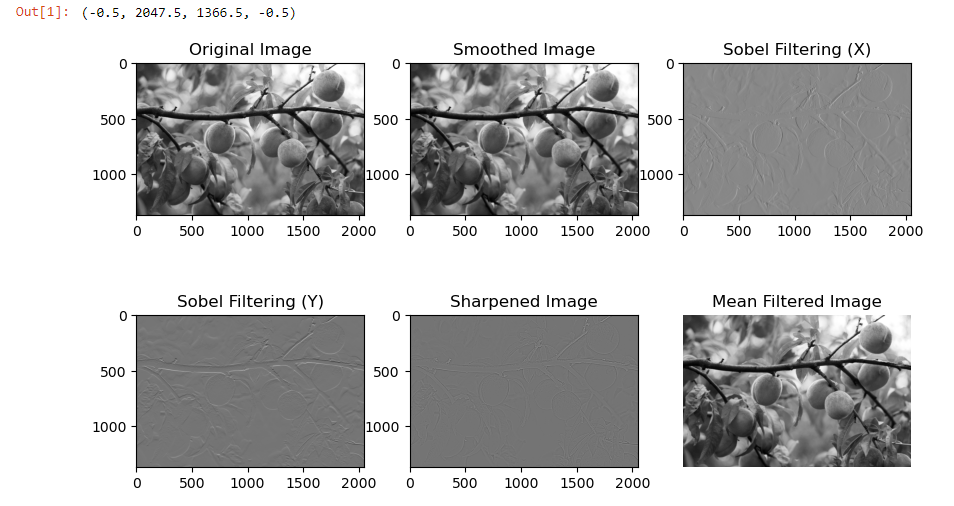 Out[1]: (-0.5, 2047.5, 1366.5, -0.5)
Original Image
Smoothed Image
Sobel Filtering (X)
0
500
1000
0 500 1000 1500 2000
0
500
1000
0 500 1000 1500 2000
0
500
1000
0 500 1000 1500 2000
Sobel Filtering (Y)
Sharpened Image
Mean Filtered Image
0
500
1000
0 500 1000 1500 2000
0
500
1000
0 500 1000 1500 2000